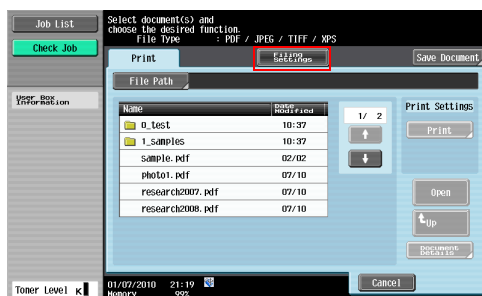 Job List
Check Job
User Box
Information
Toner Level K
Select document(s) and
choose the desired function.
File Type : PDF / JPEG / TIFF / XPS
Print
Filing
Settings
Save Document
File Path
Name
Date
Modified
0_test 10:37
1_samples 10:37
sample.pdf 02/02
photo1.pdf 07/10
research2007.pdf 07/10
research2008.pdf 07/10
1/ 2
Print Settings
Print
Open
Up
Document
Details
01/07/2010 21:19
Memory 99%
Cancel